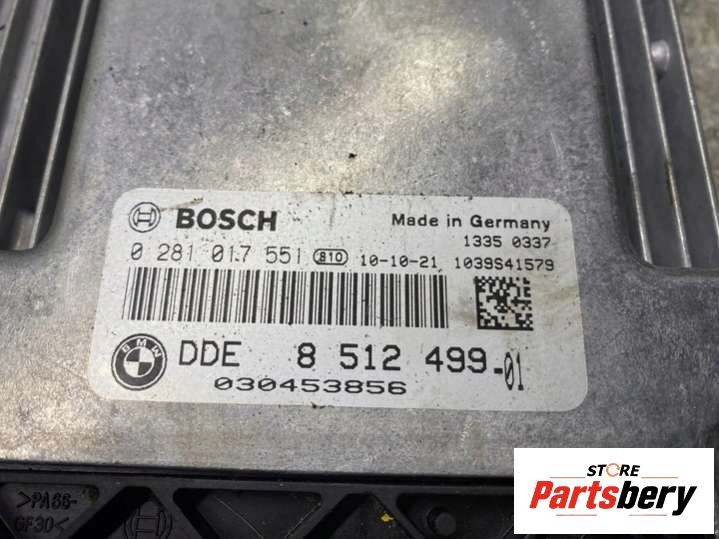 BOSCH
Made in Germany
1335 0337
0 281 017 551 810 10-10-21 1039S41579
BMW
DDE 8 512 499-01
030453856
>PA66-
GF30<
STORE
Partsbery